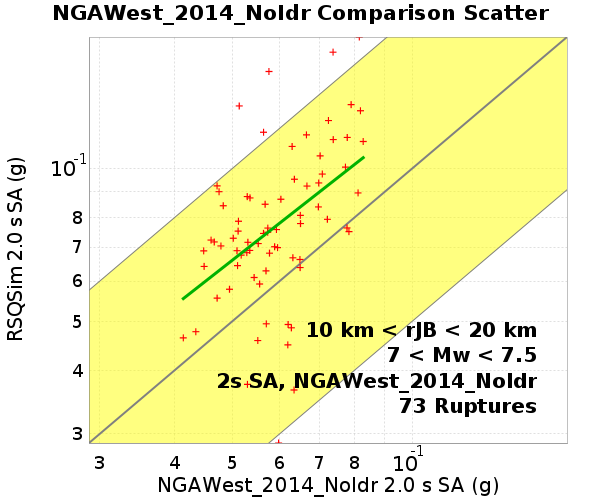 NGAWest_2014_NoIdr Comparison Scatter
RSQSim 2.0 s SA (g)
10⁻¹
8
7
6
5
4
3
10 km < rJB < 20 km
7 < Mw < 7.5
2s SA, NGAWest_2014_NoIdr
73 Ruptures
3 4 5 6 7 8 10⁻¹
NGAWest_2014_NoIdr 2.0 s SA (g)